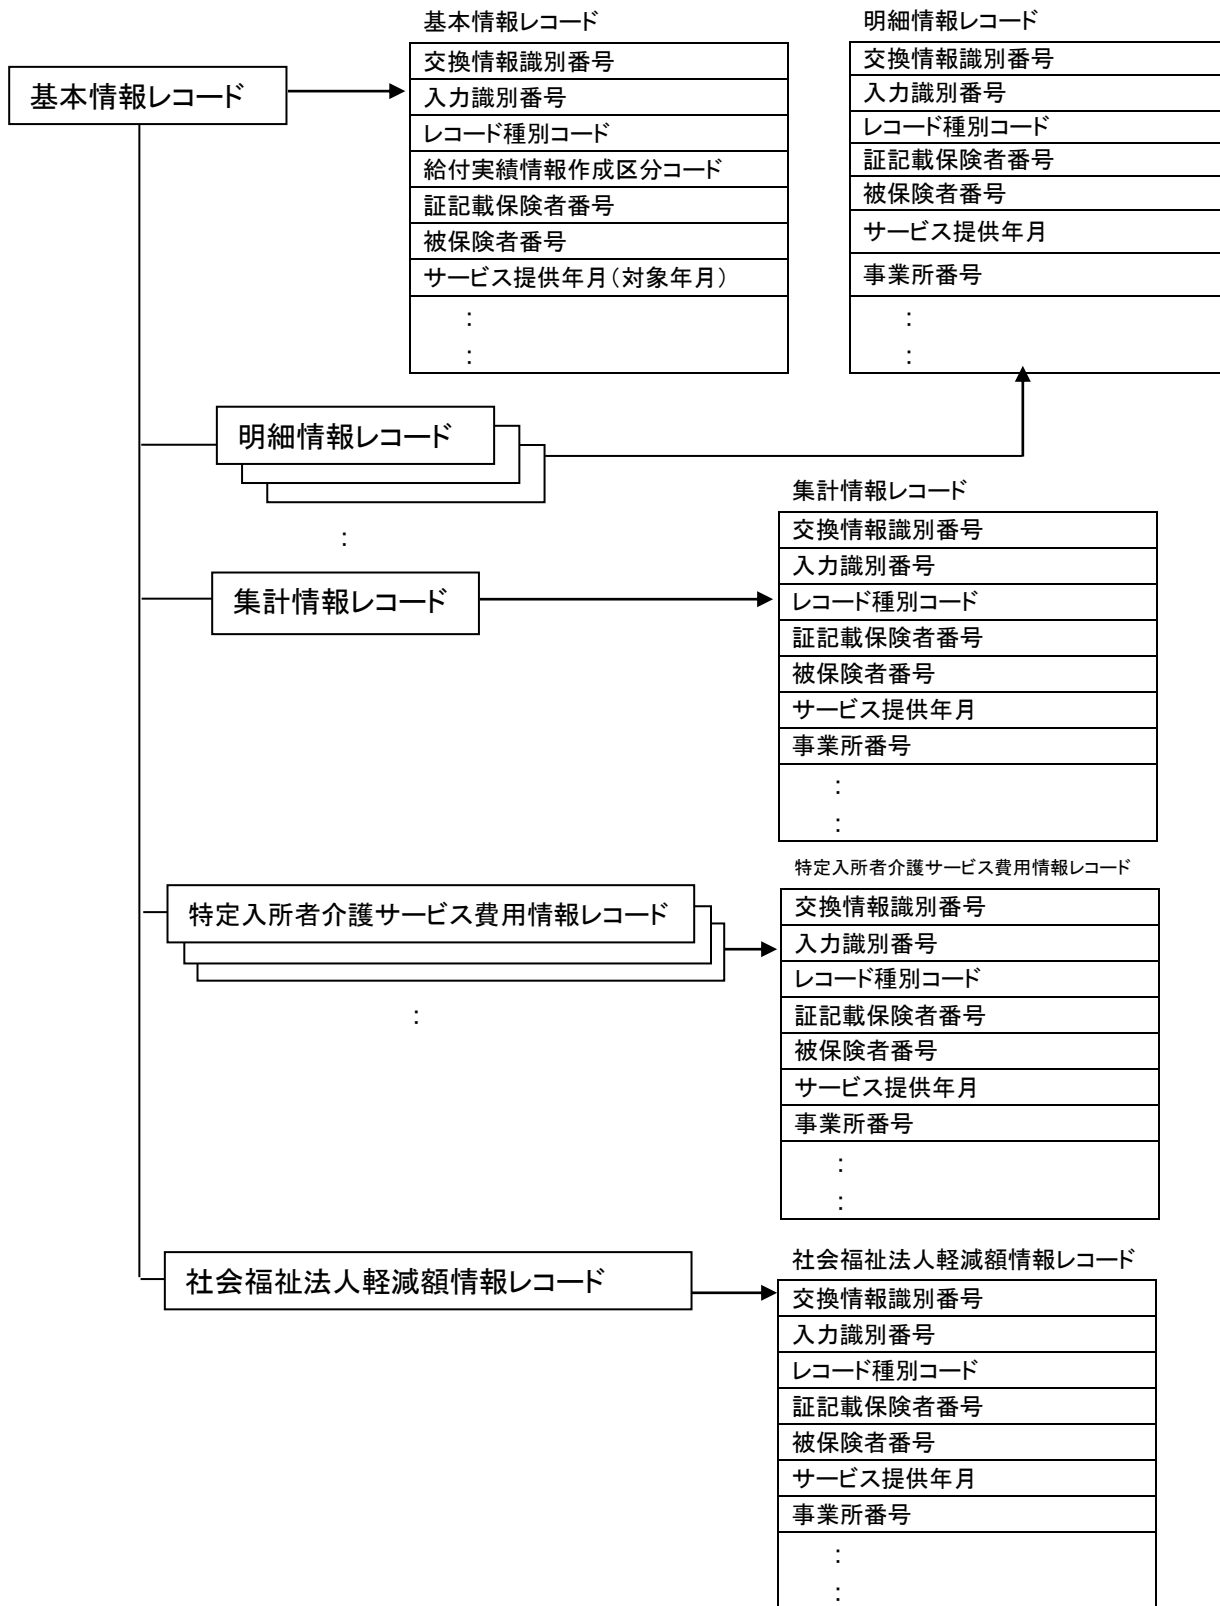 基本情報レコード
基本情報レコード
交換情報識別番号
入力識別番号
レコード種別コード
給付実績情報作成区分コード
証記載保険者番号
被保険者番号
サービス提供年月(対象年月)
:
:
明細情報レコード
交換情報識別番号
入力識別番号
レコード種別コード
証記載保険者番号
被保険者番号
サービス提供年月
事業所番号
:
:
明細情報レコード
:
集計情報レコード
集計情報レコード
交換情報識別番号
入力識別番号
レコード種別コード
証記載保険者番号
被保険者番号
サービス提供年月
事業所番号
:
:
特定入所者介護サービス費用情報レコード
:
特定入所者介護サービス費用情報レコード
交換情報識別番号
入力識別番号
レコード種別コード
証記載保険者番号
被保険者番号
サービス提供年月
事業所番号
:
:
社会福祉法人軽減額情報レコード
社会福祉法人軽減額情報レコード
交換情報識別番号
入力識別番号
レコード種別コード
証記載保険者番号
被保険者番号
サービス提供年月
事業所番号
:
: